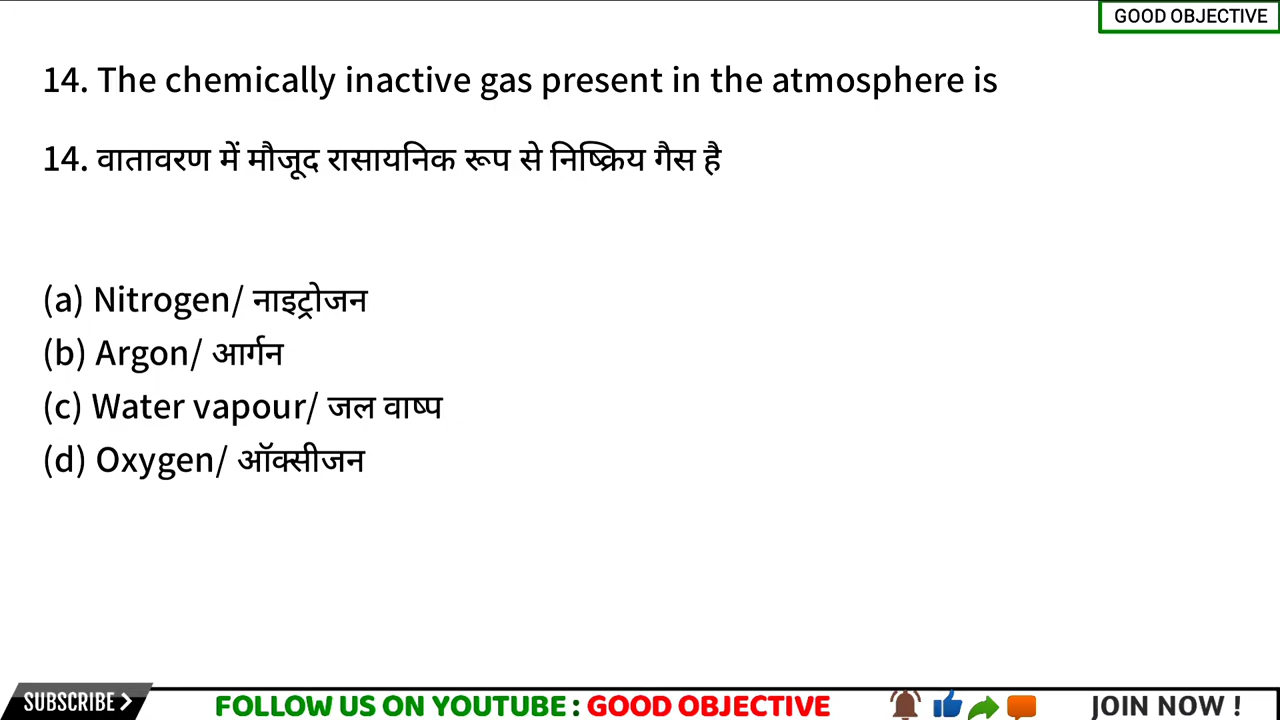 GOOD OBJECTIVE
14. The chemically inactive gas present in the atmosphere is
14. वातावरण में मौजूद रासायनिक रूप से निष्क्रिय गैस है
(a) Nitrogen/ नाइट्रोजन
(b) Argon/ आर्गन
(c) Water vapour/ जल वाष्प
(d) Oxygen/ ऑक्सीजन
SUBSCRIBE FOLLOW US ON YOUTUBE : GOOD OBJECTIVE JOIN NOW !